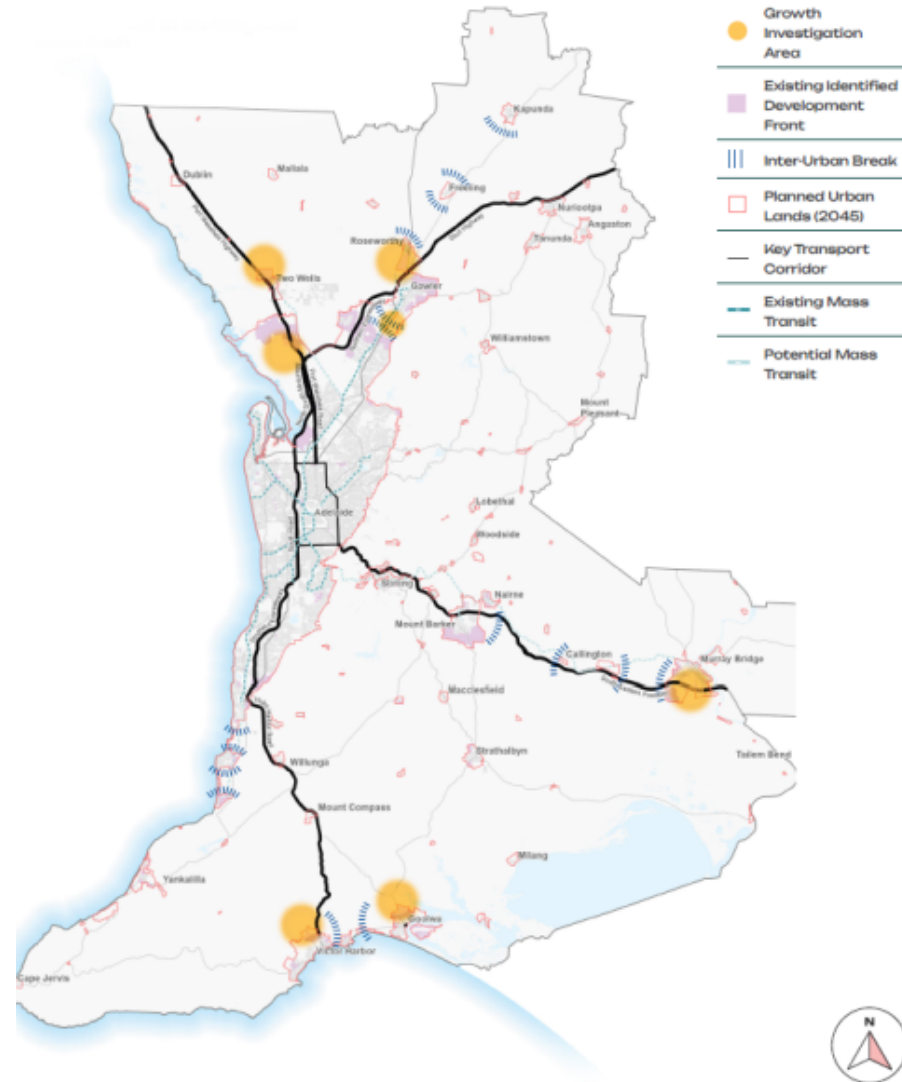 Growth
Investigation
Area
Existing Identified
Development
Front
Inter-Urban Break
Planned Urban
Lands (2045)
Key Transport
Corridor
Existing Mass
Transit
Potential Mass
Transit
Kapunda
Dublin
Mallala
Freeling
Nuriootpa
Angaston
Tanunda
Roseworthy
Sturt Highway
Two Wells
Gawler
Williamstown
Mount
Pleasant
Lobethal
Adelaide
Woodside
Stirling
Nairne
Mount Barker
Callington
Murray Bridge
Macclesfield
Tailem Bend
Strathalbyn
Willunga
Mount Compass
Milang
Yankalilla
Goolwa
Victor Harbor
Cape Jervis
N